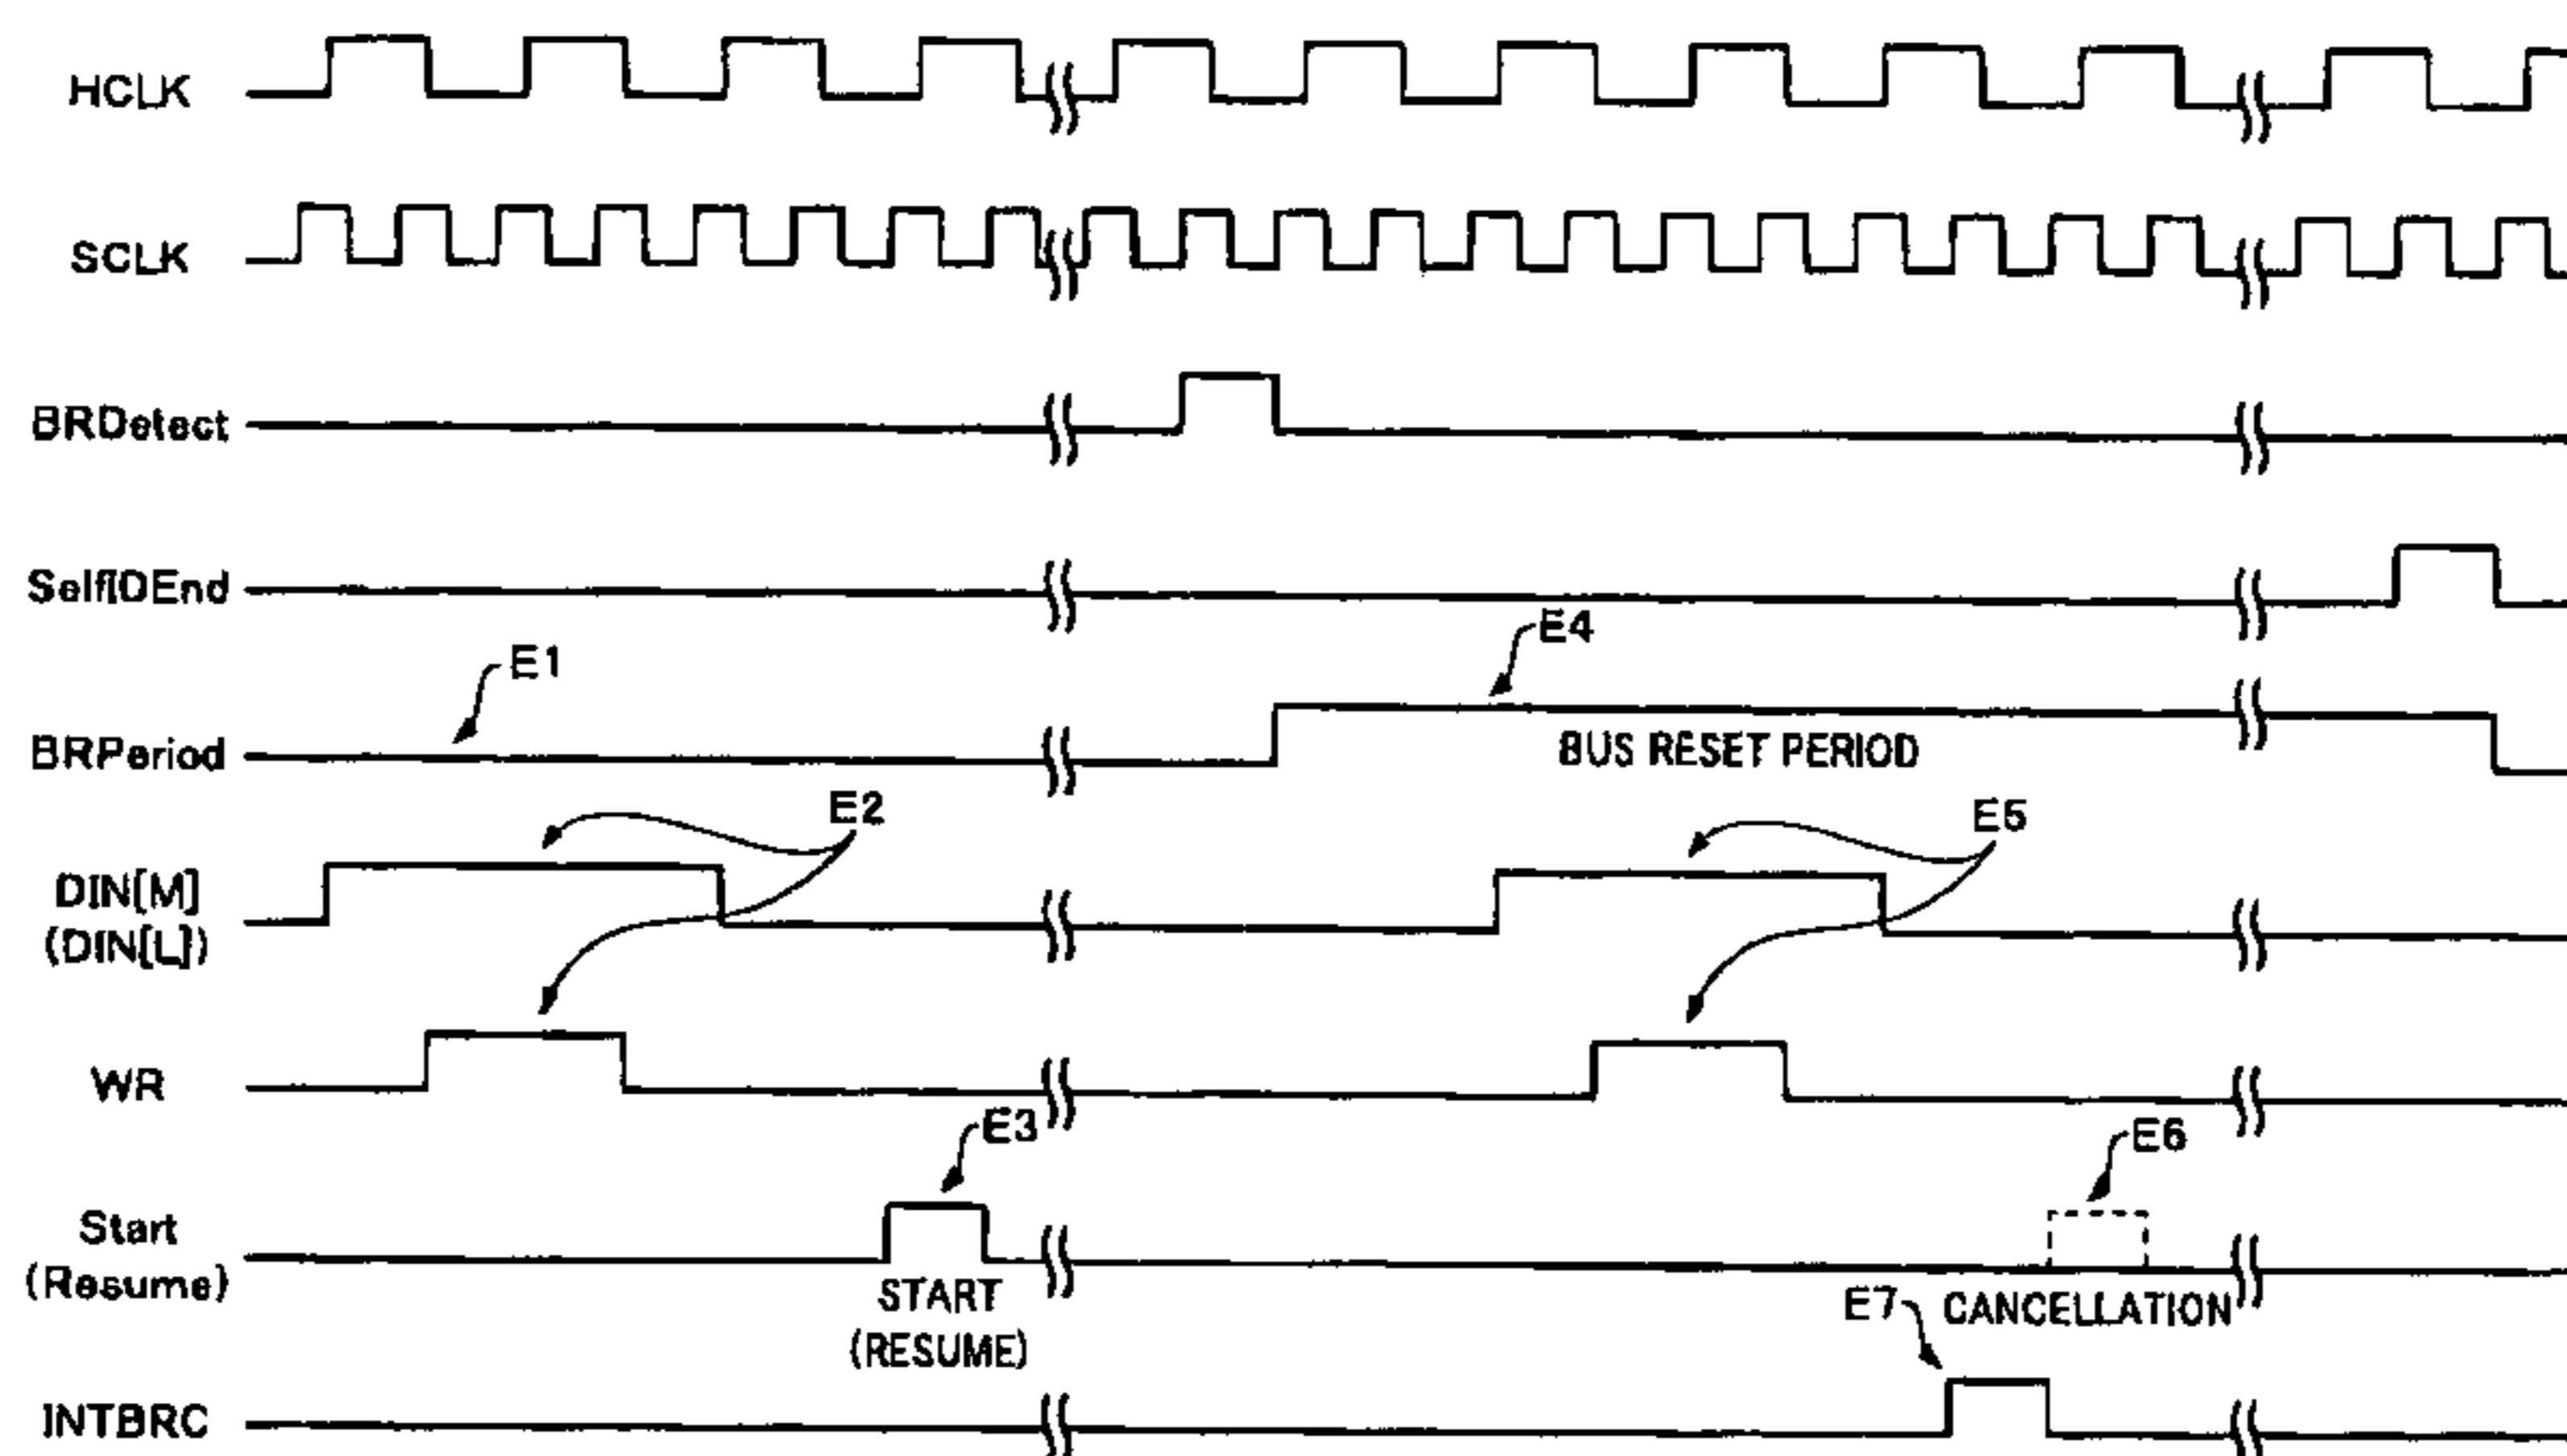 HCLK
SCLK
BRDetect
SelfIDEnd
E4
E1
BRPeriod
BUS RESET PERIOD
E2
E5
DIN[M]
(DIN[L])
WR
E3
E6
Start
(Resume)
START
(RESUME)
E7
CANCELLATION
INTBRC